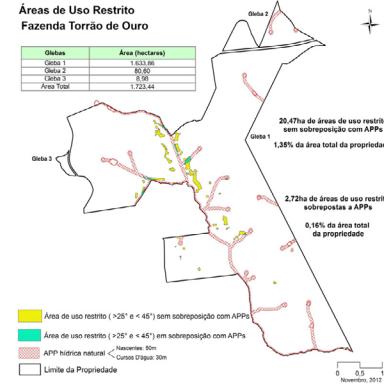 Áreas de Uso Restrito
Fazenda Torrão de Ouro
Glebas Área (hectares)
Gleba 1 1.633,86
Gleba 2 80,60
Gleba 3 8,98
Área Total 1.723,44
Gleba 2
N
20,47ha de áreas de uso restrito
sem sobreposição com APPs
Gleba 1
1,35% da área total da propriedade
Gleba 3
2,72ha de áreas de uso restrito
sobrepostas a APPs
0,16% da área total
da propriedade
Área de uso restrito ( >25° e < 45°) sem sobreposição com APPs
Área de uso restrito ( >25° e < 45°) em sobreposição com APPs
APP hídrica natural
Nascentes: 50m
Cursos D'água: 30m
Limite da Propriedade
0 0,5 1
Novembro, 2012